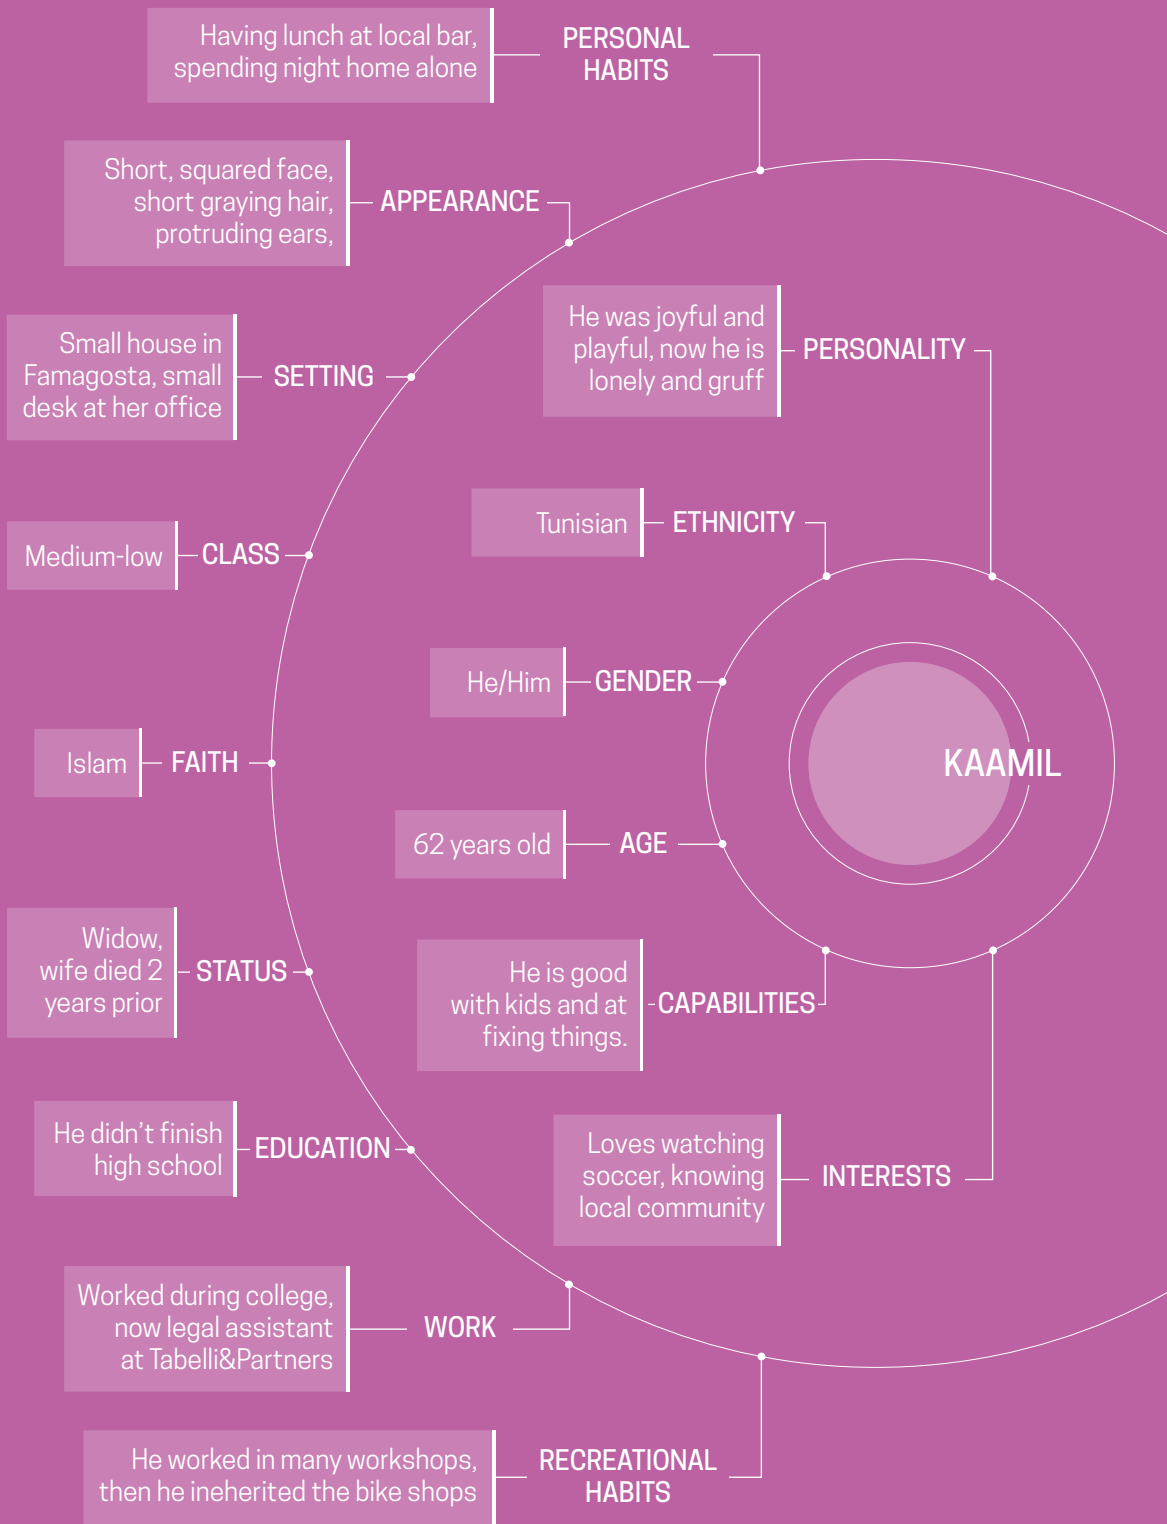 Having lunch at local bar,
spending night home alone
PERSONAL
HABITS
Short, squared face,
short graying hair,
protruding ears,
APPEARANCE
Small house in
Famagosta, small
desk at her office
SETTING
He was joyful and
playful, now he is
lonely and gruff
PERSONALITY
Tunisian
ETHNICITY
Medium-low
CLASS
He/Him
GENDER
Islam
FAITH
KAAMIL
62 years old
AGE
Widow,
wife died 2
years prior
STATUS
He is good
with kids and at
fixing things.
CAPABILITIES
He didn't finish
high school
EDUCATION
Loves watching
soccer, knowing
local community
INTERESTS
Worked during college,
now legal assistant
at Tabelli&Partners
WORK
He worked in many workshops,
then he ineherited the bike shops
RECREATIONAL
HABITS